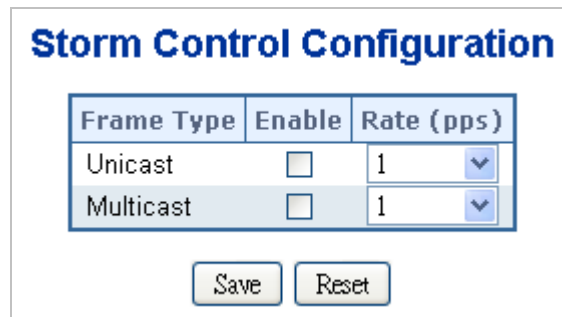 Storm Control Configuration
Frame Type Enable Rate (pps)
Unicast 1
Multicast 1
Save Reset